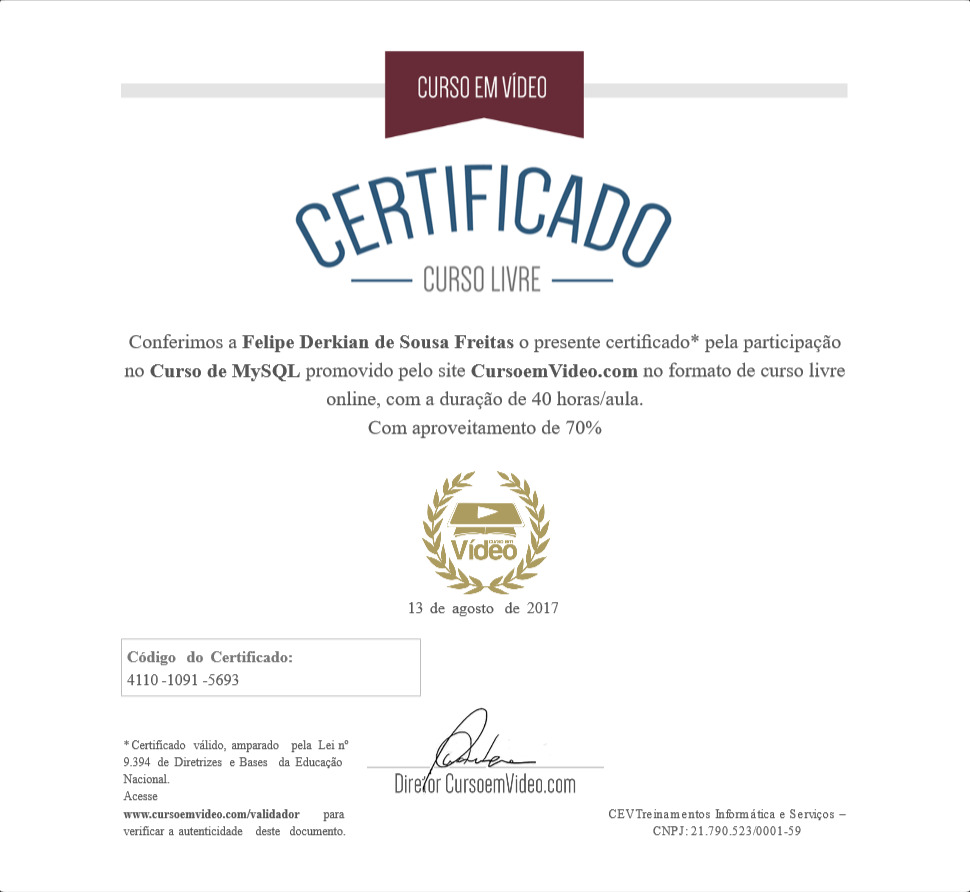 CURSO EM VÍDEO
CERTIFICADO
CURSO LIVRE
Conferimos a Felipe Derkian de Sousa Freitas o presente certificado* pela participação
no Curso de MySQL promovido pelo site CursoemVideo.com no formato de curso livre
online, com a duração de 40 horas/aula.
Com aproveitamento de 70%
curso em
Vídeo
13 de agosto de 2017
Código do Certificado:
4110 -1091 -5693
* Certificado válido, amparado pela Lei nº
9.394 de Diretrizes e Bases da Educação
Nacional.
Acesse
www.cursoemvideo.com/validador para
verificar a autenticidade deste documento.
Diretor CursoemVideo.com
CEVTreinamentos Informática e Serviços –
CNPJ: 21.790.523/0001-59